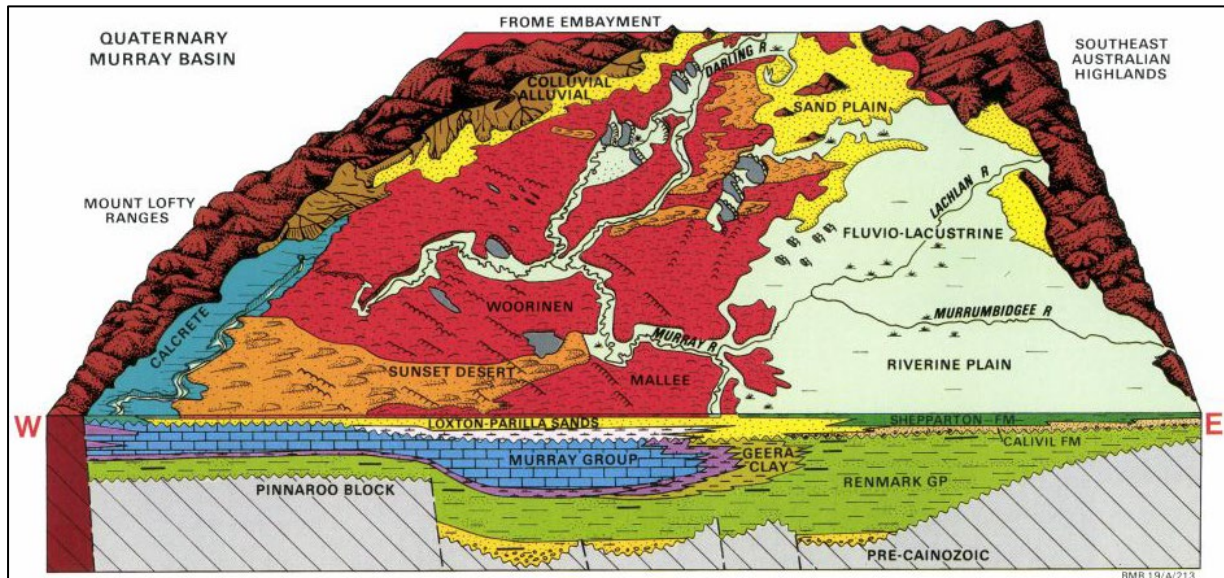 FROME EMBAYMENT
QUATERNARY
MURRAY BASIN
SOUTHEAST
AUSTRALIAN
HIGHLANDS
DARLING R
COLLUVIAL
ALLUVIAL
SAND PLAIN
MOUNT LOFTY
RANGES
LACHLAN R
FLUVIO-LACUSTRINE
WOORINEN
CALCRETE
MURRUMBIDGEE R
MURRAY R
SUNSET DESERT
MALLEE
RIVERINE PLAIN
W
E
LOXTON-PARILLA SANDS
SHEPPARTON FM
CALIVIL FM
MURRAY GROUP
GEERA
CLAY
RENMARK GP
PINNAROO BLOCK
PRE-CAINOZOIC
BMR 19/A/213